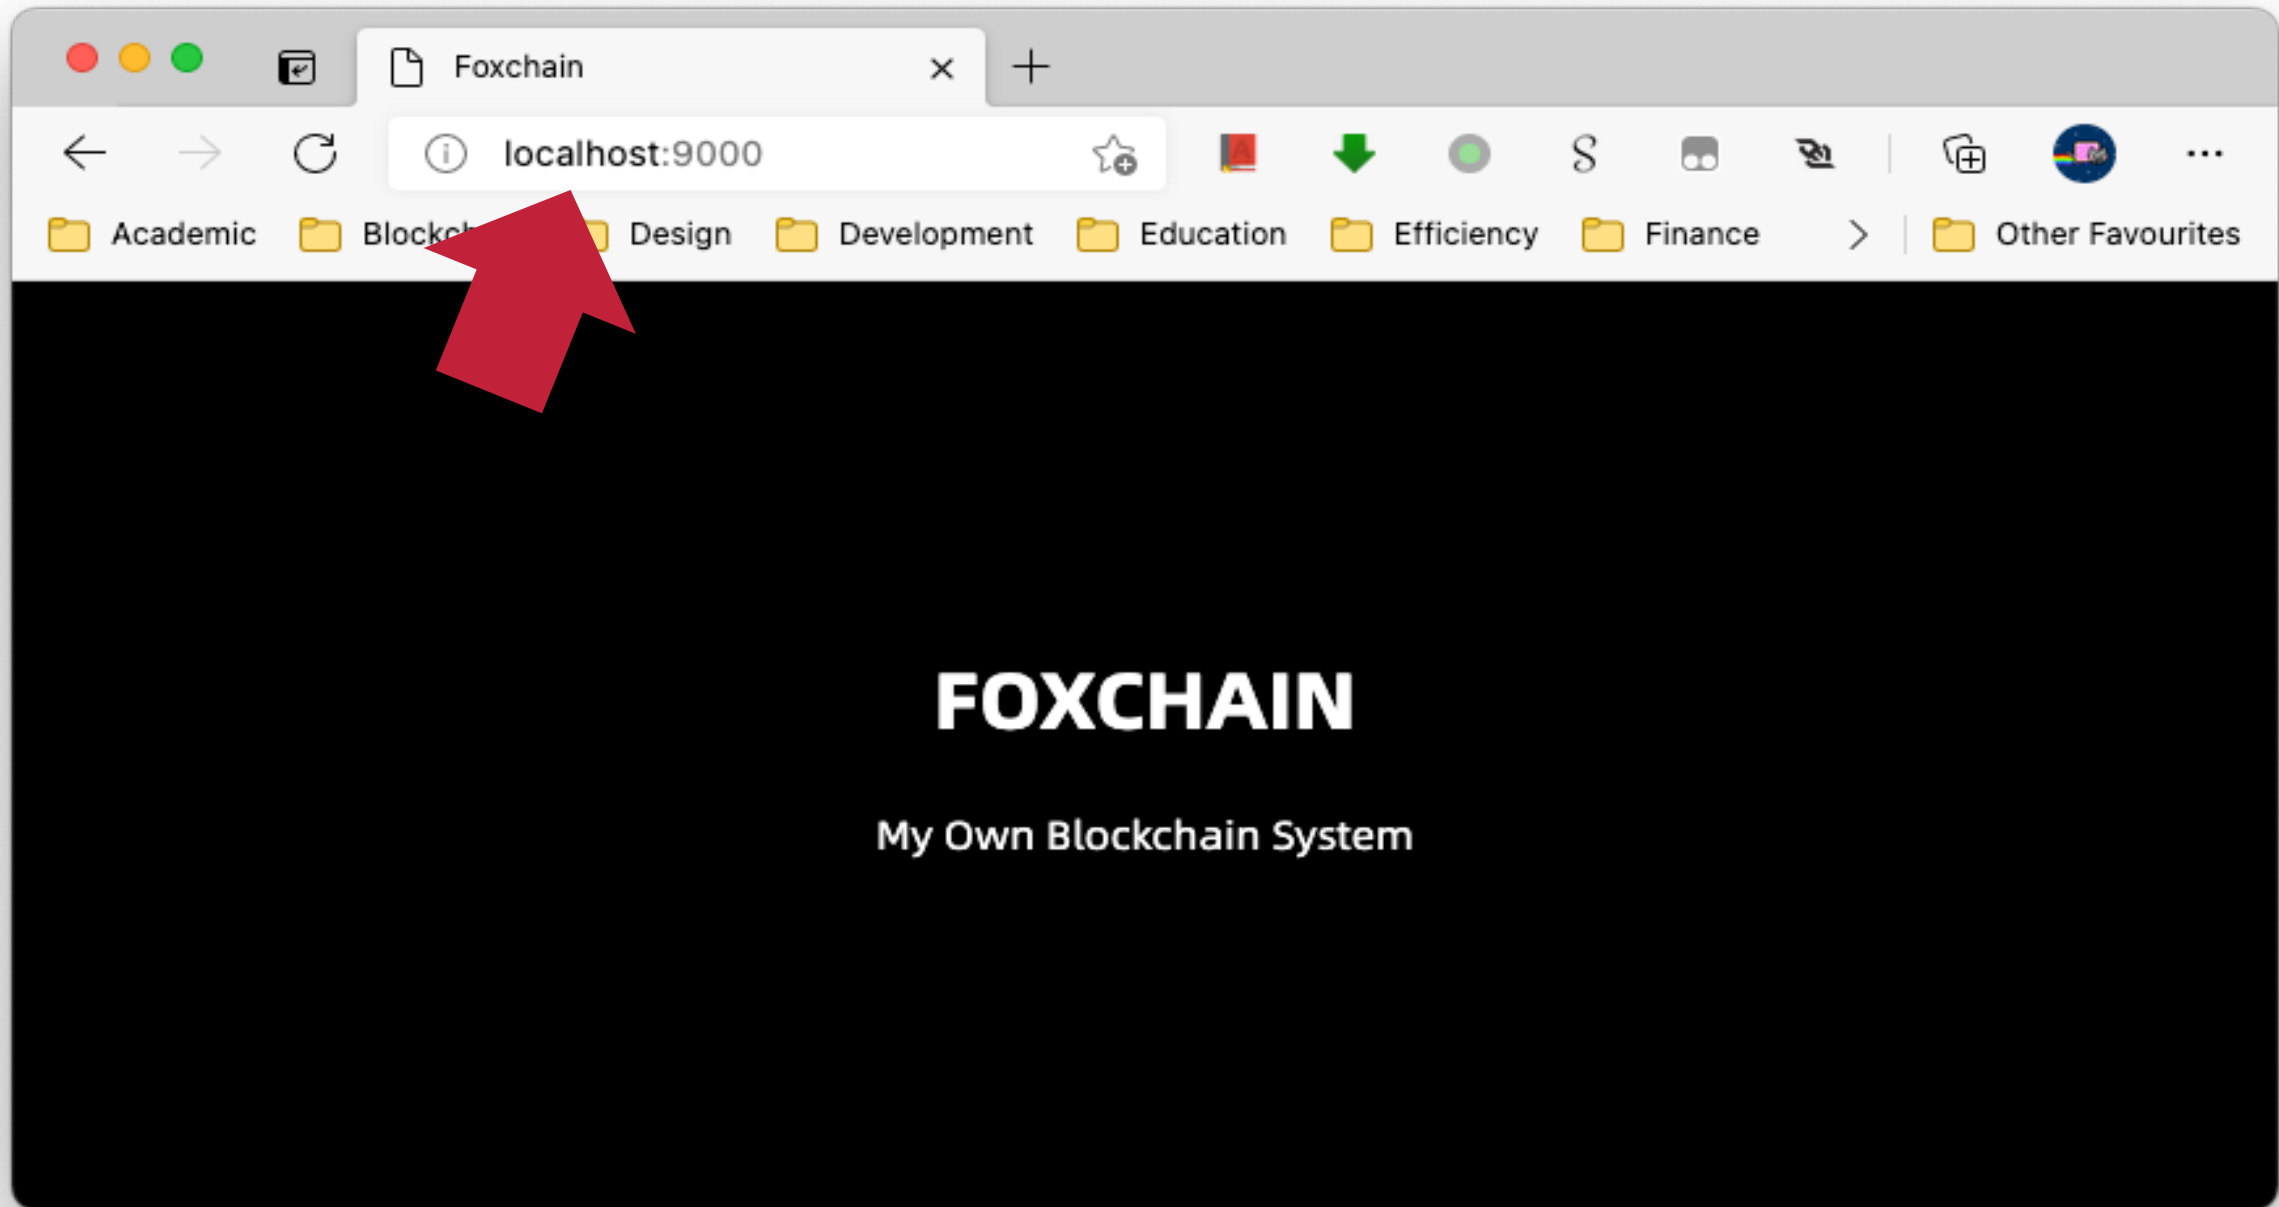 Foxchain
localhost:9000
Academic Design Development Education Efficiency Finance Other Favourites
FOXCHAIN
My Own Blockchain System